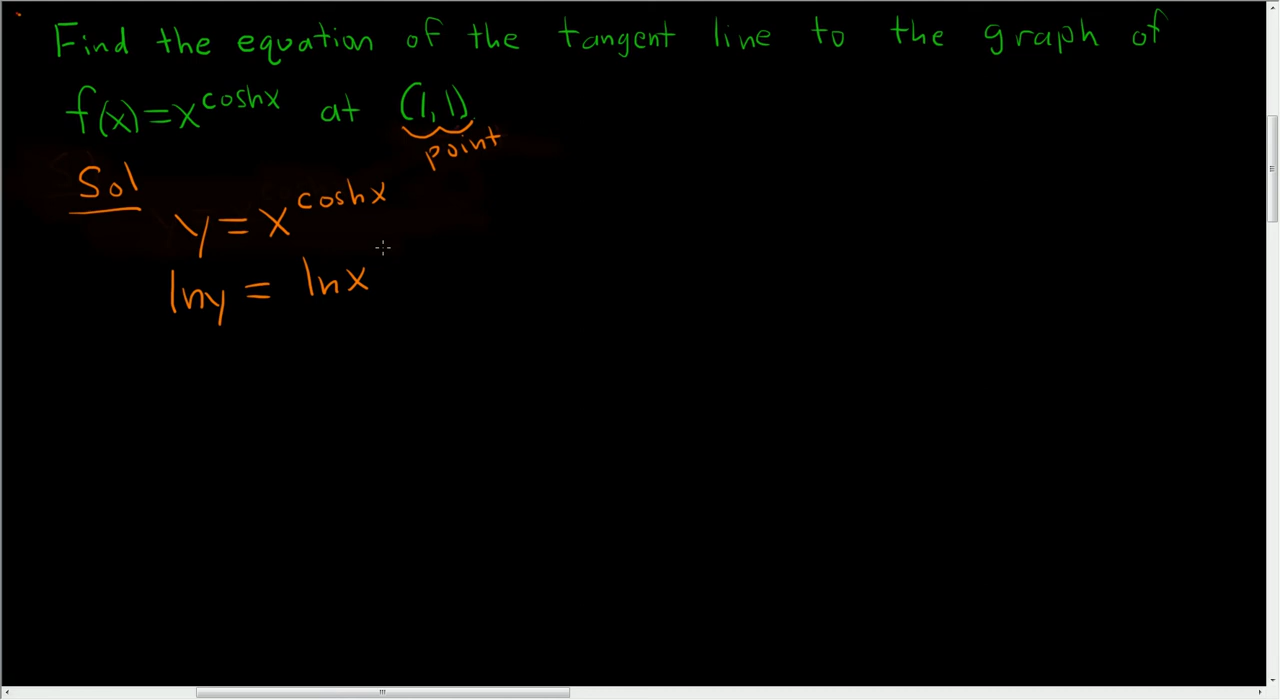 Find the equation of the tangent line to the graph of
f(x)=x^coshx at (1,1)
point
Sol
y=x^coshx
lny = lnx